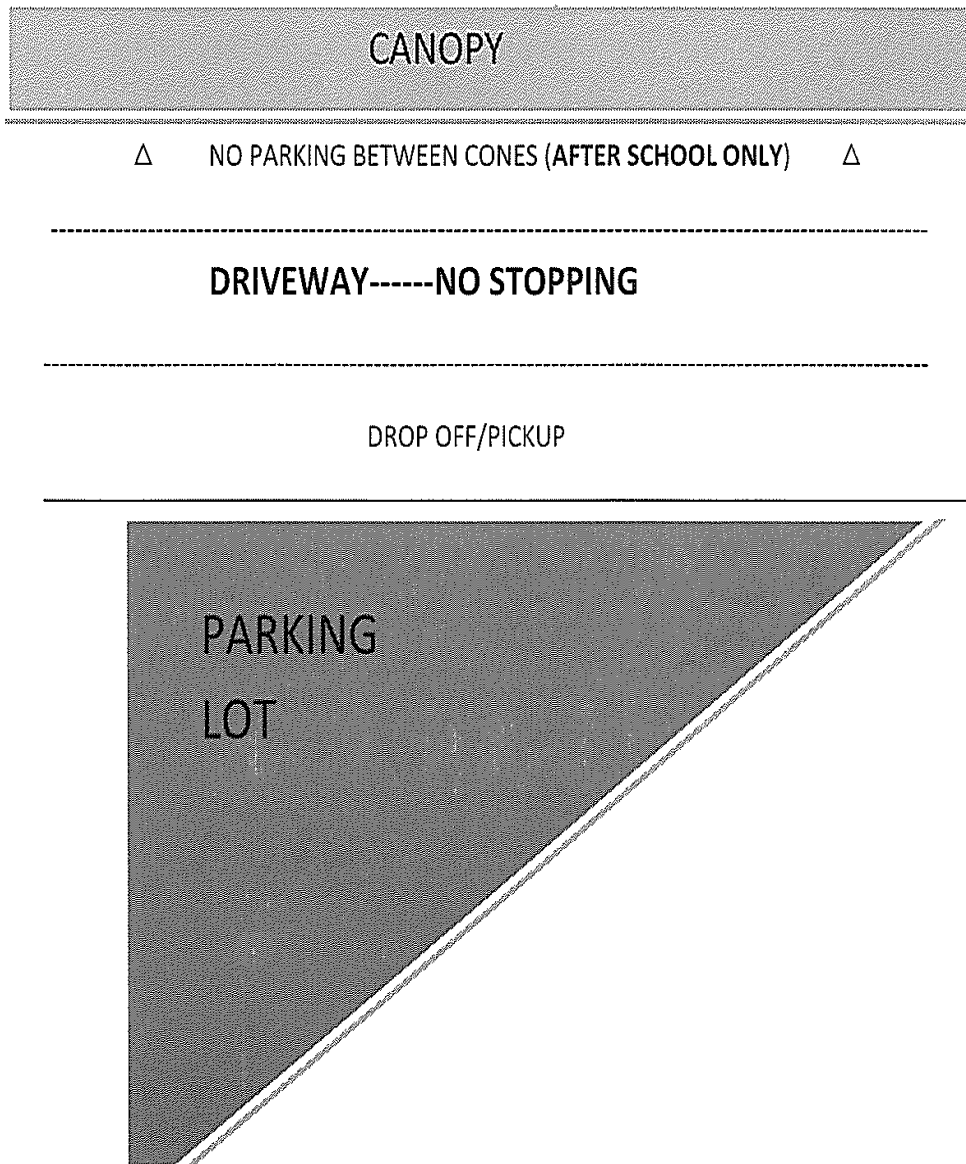 CANOPY
Δ NO PARKING BETWEEN CONES (AFTER SCHOOL ONLY) Δ
DRIVEWAY------NO STOPPING
DROP OFF/PICKUP
PARKING
LOT